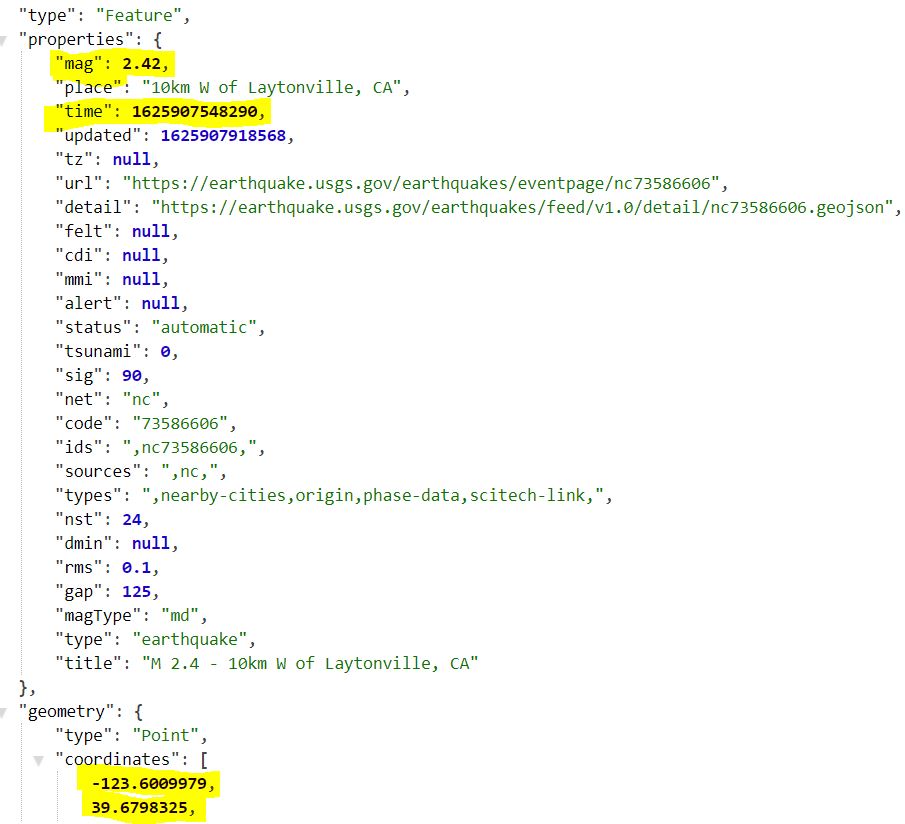 "type": "Feature",
"properties": {
"mag": 2.42,
"place": "10km W of Laytonville, CA",
"time": 1625907548290,
"updated": 1625907918568,
"tz": null,
"url": "https://earthquake.usgs.gov/earthquakes/eventpage/nc73586606",
"detail": "https://earthquake.usgs.gov/earthquakes/feed/v1.0/detail/nc73586606.geojson",
"felt": null,
"cdi": null,
"mmi": null,
"alert": null,
"status": "automatic",
"tsunami": 0,
"sig": 90,
"net": "nc",
"code": "73586606",
"ids": ",nc73586606,",
"sources": ",nc,",
"types": ",nearby-cities,origin,phase-data,scitech-link,",
"nst": 24,
"dmin": null,
"rms": 0.1,
"gap": 125,
"magType": "md",
"type": "earthquake",
"title": "M 2.4 - 10km W of Laytonville, CA"
},
"geometry": {
"type": "Point",
"coordinates": [
-123.6009979,
39.6798325,